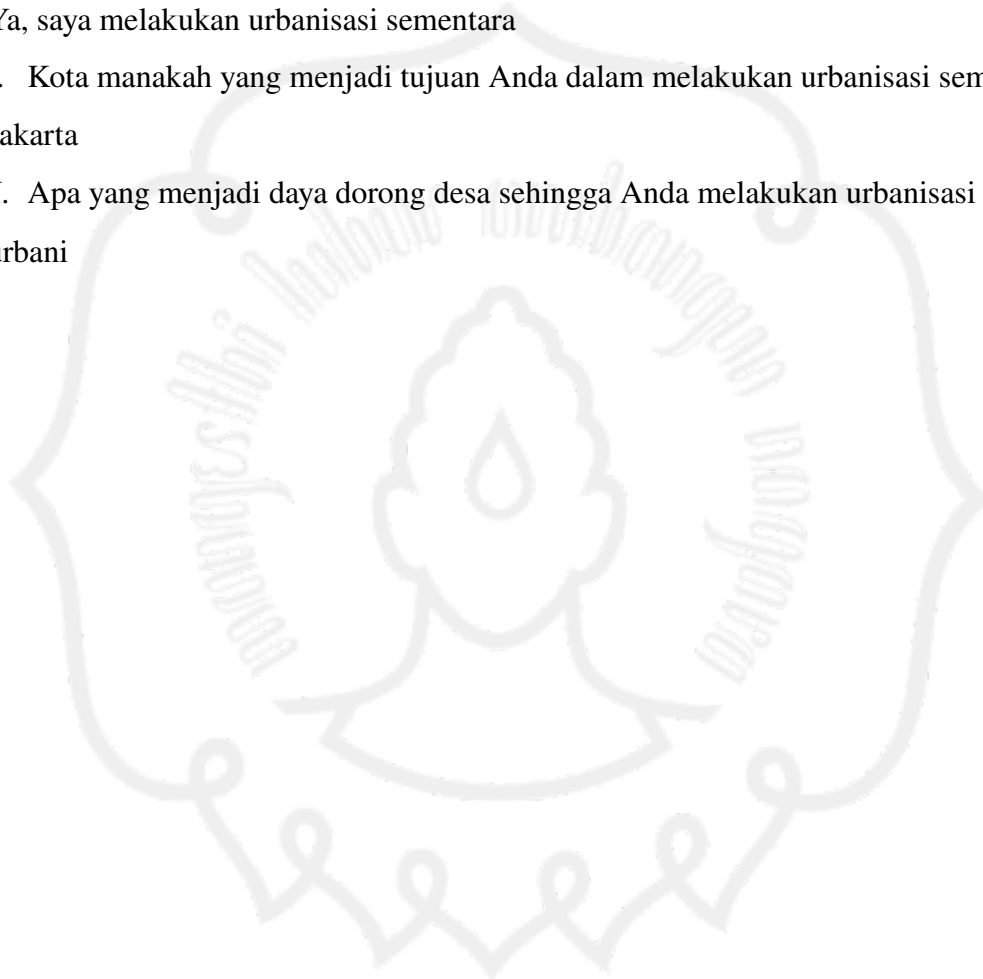 Ya, saya melakukan urbanisasi sementara
. Kota manakah yang menjadi tujuan Anda dalam melakukan urbanisasi sem
akarta
. Apa yang menjadi daya dorong desa sehingga Anda melakukan urbanisasi
urbani